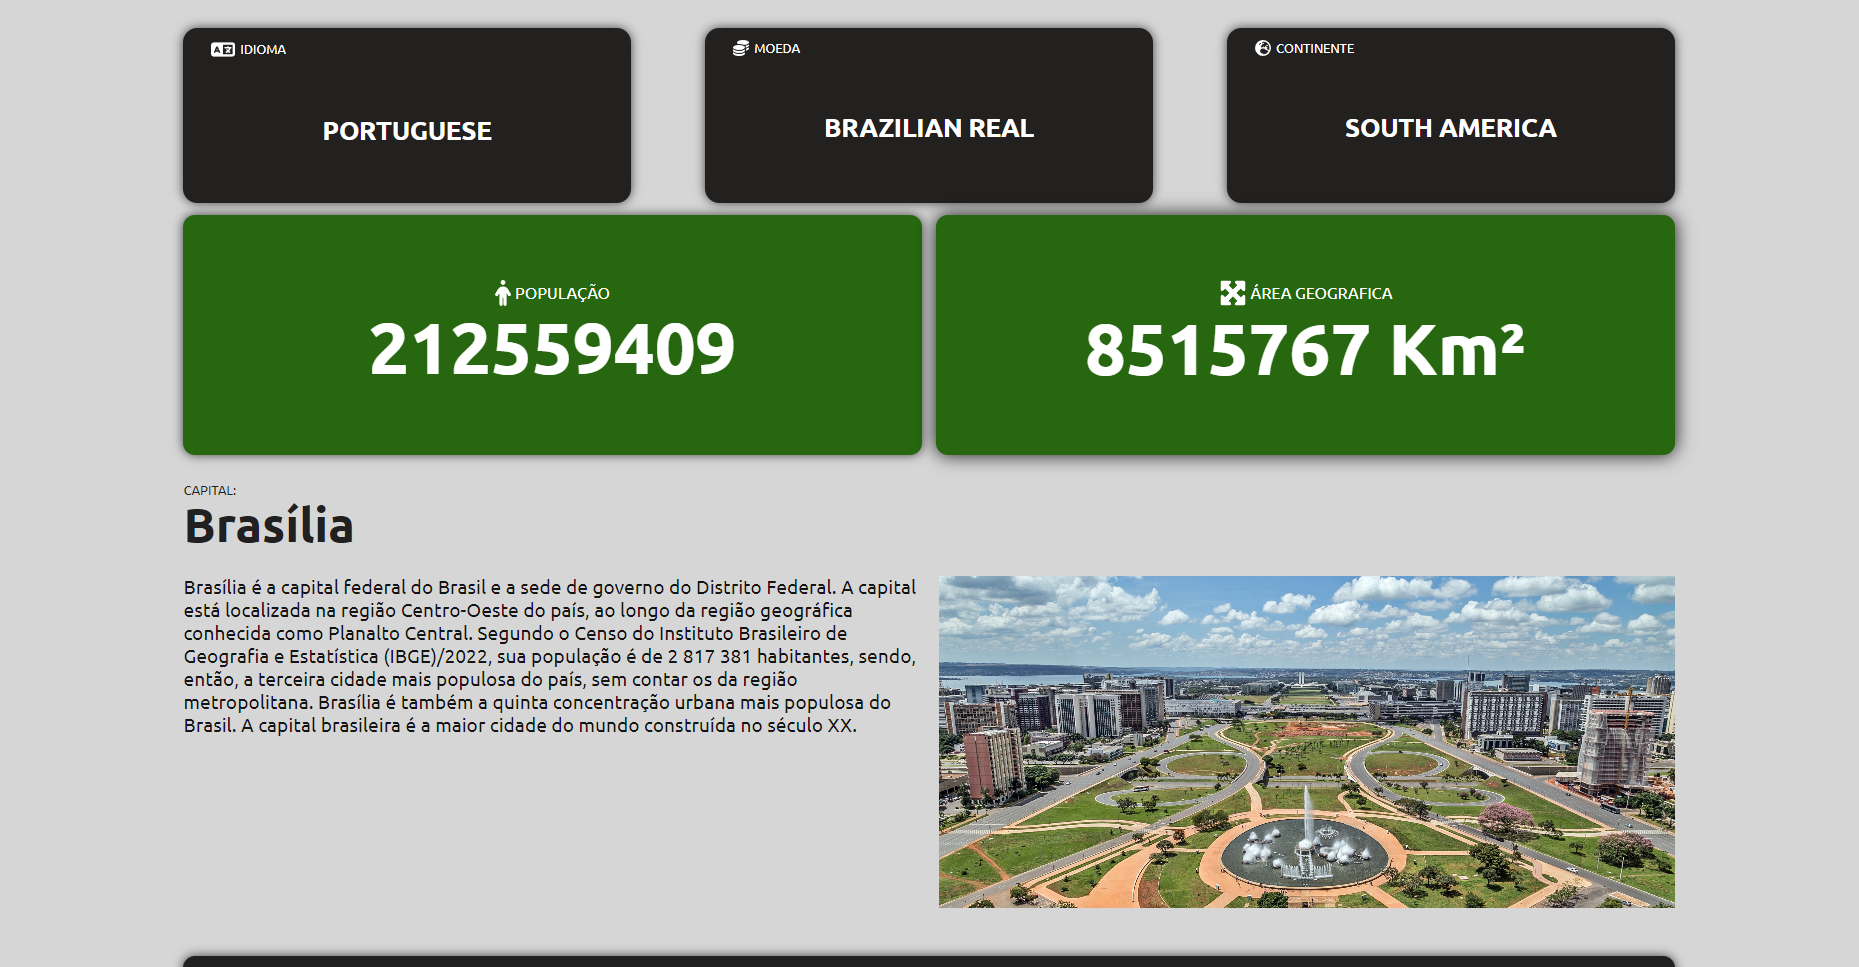 IDIOMA
PORTUGUESE
MOEDA
BRAZILIAN REAL
CONTINENTE
SOUTH AMERICA
POPULAÇÃO
212559409
ÁREA GEOGRAFICA
8515767 Km²
CAPITAL:
Brasília
Brasília é a capital federal do Brasil e a sede de governo do Distrito Federal. A capital
está localizada na região Centro-Oeste do país, ao longo da região geográfica
conhecida como Planalto Central. Segundo o Censo do Instituto Brasileiro de
Geografia e Estatística (IBGE)/2022, sua população é de 2 817 381 habitantes, sendo,
então, a terceira cidade mais populosa do país, sem contar os da região
metropolitana. Brasília é também a quinta concentração urbana mais populosa do
Brasil. A capital brasileira é a maior cidade do mundo construída no século XX.